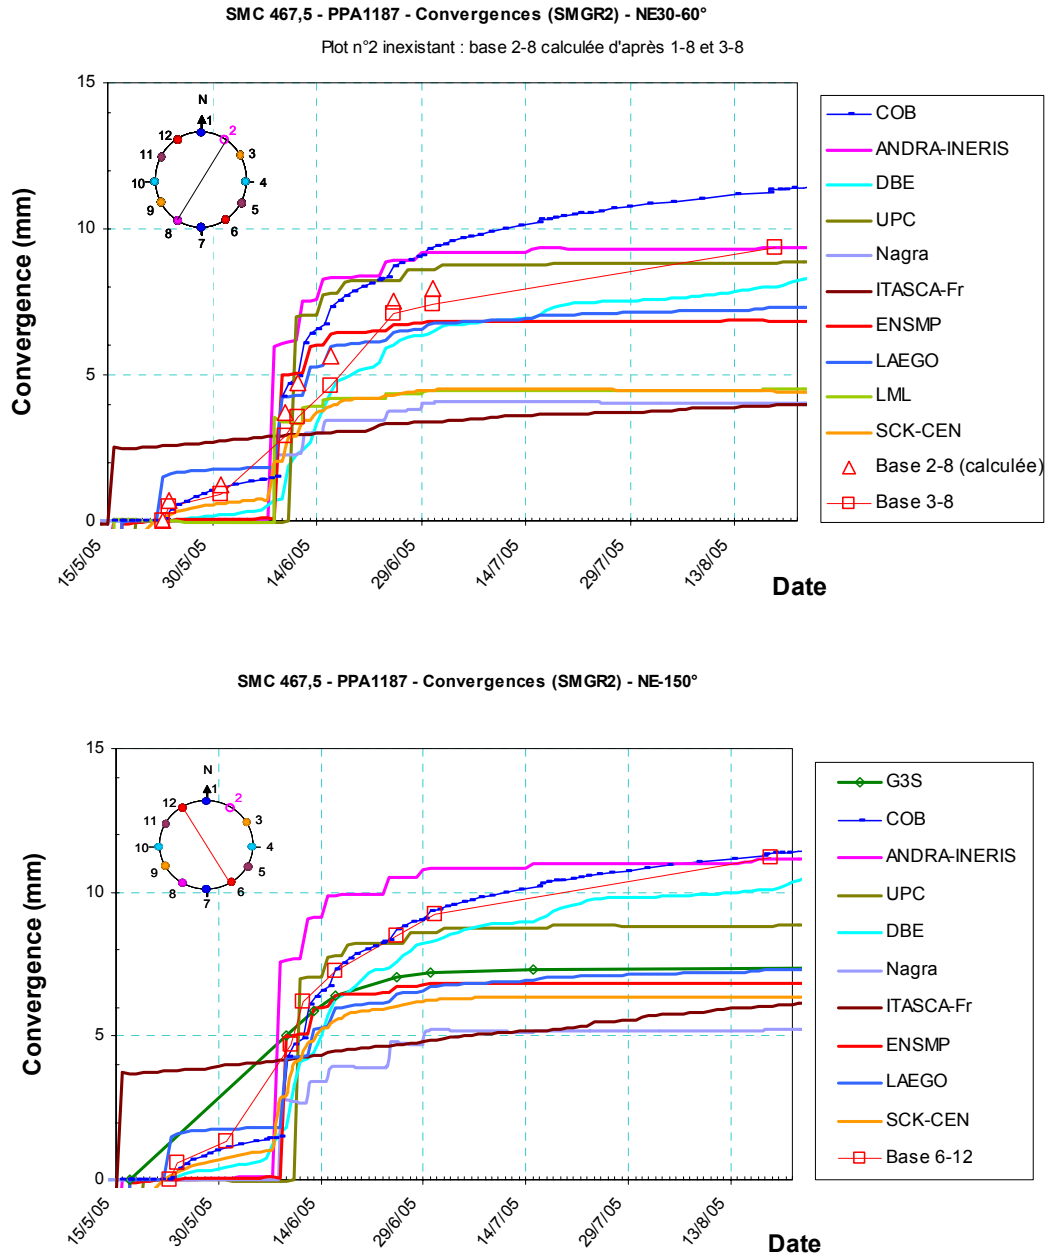 SMC 467,5 - PPA1187 - Convergences (SMGR2) - NE30-60°
Plot n°2 inexistant : base 2-8 calculée d'après 1-8 et 3-8
Convergence (mm)
15
10
5
0
N
1
2
3
4
5
6
7
8
9
10
11
12
15/5/05
30/5/05
14/6/05
29/6/05
14/7/05
29/7/05
13/8/05
Date
COB
ANDRA-INERIS
DBE
UPC
Nagra
ITASCA-Fr
ENSMP
LAEGO
LML
SCK-CEN
Base 2-8 (calculée)
Base 3-8
SMC 467,5 - PPA1187 - Convergences (SMGR2) - NE-150°
Convergence (mm)
15
10
5
0
N
1
2
3
4
5
6
7
8
9
10
11
12
15/5/05
30/5/05
14/6/05
29/6/05
14/7/05
29/7/05
13/8/05
Date
G3S
COB
ANDRA-INERIS
UPC
DBE
Nagra
ITASCA-Fr
ENSMP
LAEGO
SCK-CEN
Base 6-12